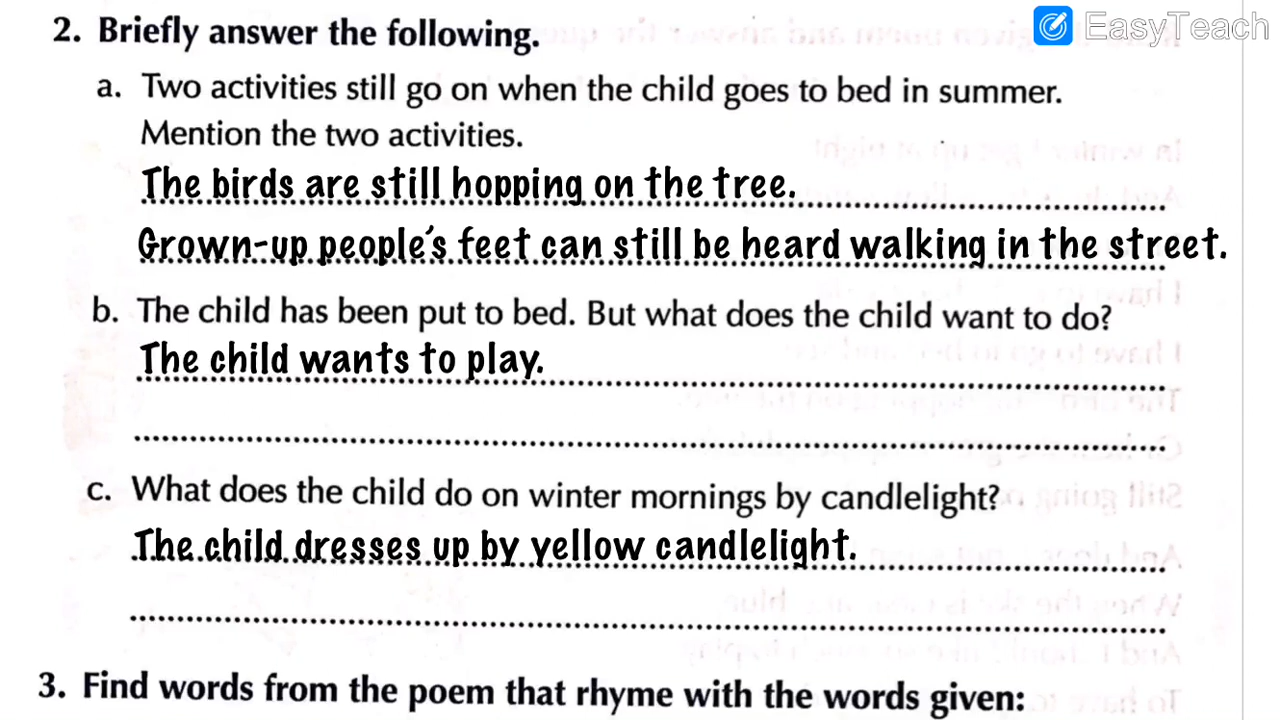 EasyTeach
2. Briefly answer the following.
a. Two activities still go on when the child goes to bed in summer.
Mention the two activities.
The birds are still hopping on the tree.
Grown-up people's feet can still be heard walking in the street.
b. The child has been put to bed. But what does the child want to do?
The child wants to play.
c. What does the child do on winter mornings by candlelight?
The child dresses up by yellow candlelight.
3. Find words from the poem that rhyme with the words given: